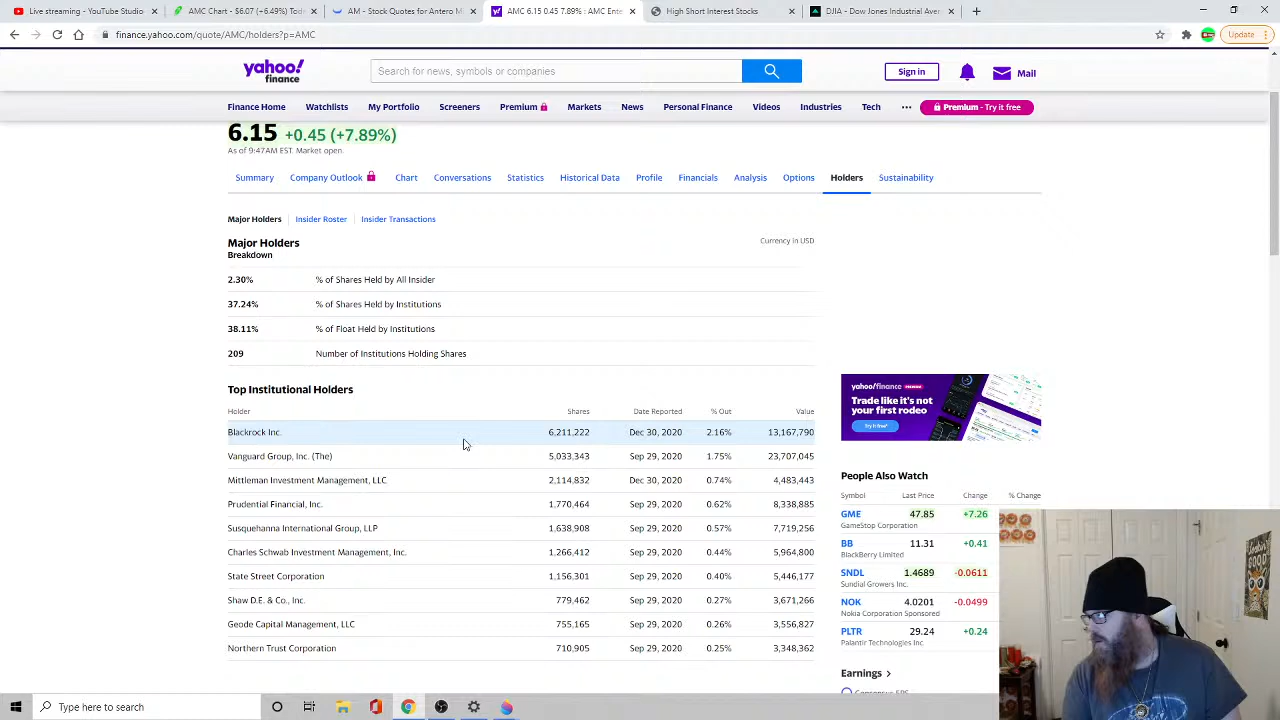 Live streaming - YouTube Studio
AMC Chart - $6.07 (+6.49%) Tod
AM - Stock Quotes for Antero M
AMC 6.15 0.45 7.89% : AMC Ente
High Short Interest Stocks
DJIA - Dow Jones Industrial Aver
finance.yahoo.com/quote/AMC/holders?p=AMC
Update
yahoo!
finance
Search for news, symbols or companies
Sign in
Mail
Finance Home Watchlists My Portfolio Screeners Premium Markets News Personal Finance Videos Industries Tech ... Premium - Try it free
6.15 +0.45 (+7.89%)
As of 9:47AM EST. Market open.
Summary Company Outlook Chart Conversations Statistics Historical Data Profile Financials Analysis Options Holders Sustainability
Major Holders Insider Roster Insider Transactions
Major Holders
Currency in USD
Breakdown
2.30% % of Shares Held by All Insider
37.24% % of Shares Held by Institutions
38.11% % of Float Held by Institutions
209 Number of Institutions Holding Shares
Top Institutional Holders
Holder Shares Date Reported % Out Value
Blackrock Inc. 6,211,222 Dec 30, 2020 2.16% 13,167,790
Vanguard Group, Inc. (The) 5,033,343 Sep 29, 2020 1.75% 23,707,045
Mittleman Investment Management, LLC 2,114,832 Dec 30, 2020 0.74% 4,483,443
Prudential Financial, Inc. 1,770,464 Sep 29, 2020 0.62% 8,338,885
Susquehanna International Group, LLP 1,638,908 Sep 29, 2020 0.57% 7,719,256
Charles Schwab Investment Management, Inc. 1,266,412 Sep 29, 2020 0.44% 5,964,800
State Street Corporation 1,156,301 Sep 29, 2020 0.40% 5,446,177
Shaw D.E. & Co., Inc. 779,462 Sep 29, 2020 0.27% 3,671,266
Geode Capital Management, LLC 755,165 Sep 29, 2020 0.26% 3,556,827
Northern Trust Corporation 710,905 Sep 29, 2020 0.25% 3,348,362
yahoo!finance PREMIUM
Trade like it's not
your first rodeo
Try it free*
People Also Watch
Symbol Last Price Change % Change
GME 47.85 +7.26
GameStop Corporation
BB 11.31 +0.41
BlackBerry Limited
SNDL 1.4689 -0.0611
Sundial Growers Inc.
NOK 4.0201 -0.0499
Nokia Corporation Sponsored
PLTR 29.24 +0.24
Palantir Technologies Inc.
Earnings
Consensus EPS
Type here to search